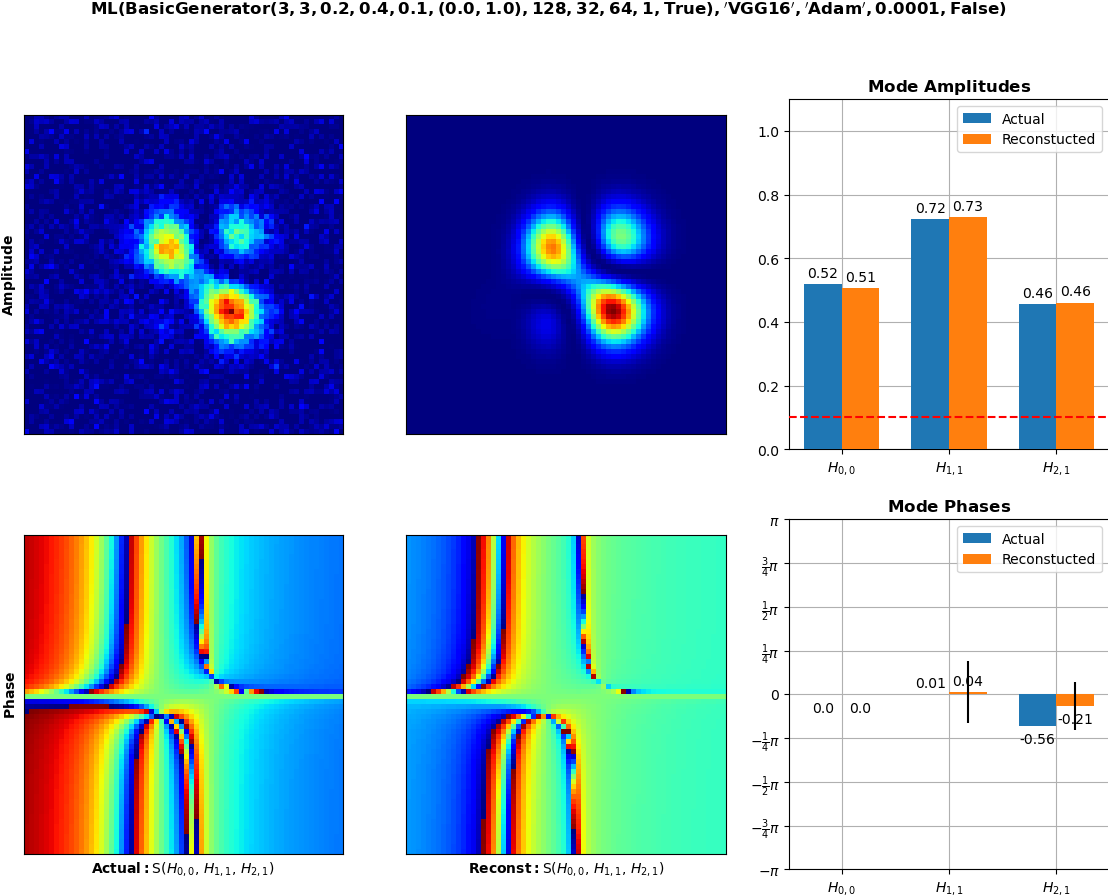 ML(BasicGenerator(3, 3, 0.2, 0.4, 0.1, (0.0, 1.0), 128, 32, 64, 1, True), ′VGG16′, ′Adam′, 0.0001, False)
Amplitude
Mode Amplitudes
Actual
Reconstucted
1.0
0.8
0.6
0.4
0.2
0.0
0.52
0.51
0.72
0.73
0.46
0.46
H0,0
H1,1
H2,1
Phase
Actual: S(H0,0, H1,1, H2,1)
Reconst: S(H0,0, H1,1, H2,1)
Mode Phases
Actual
Reconstucted
π
3/4π
1/2π
1/4π
0
−1/4π
−1/2π
−3/4π
−π
0.0
0.0
0.01
0.04
-0.56
-0.21
H0,0
H1,1
H2,1